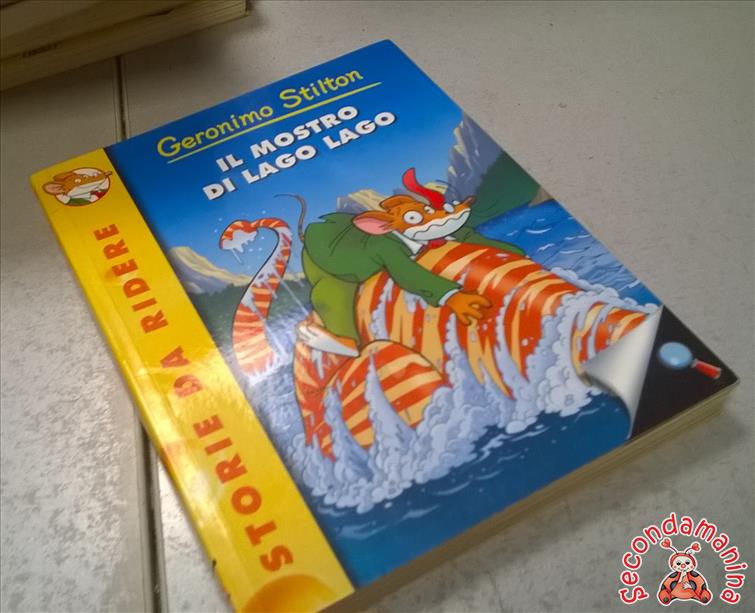 Geronimo Stilton
IL MOSTRO
DI LAGO LAGO
STORIE DA RIDERE
Secondamanina